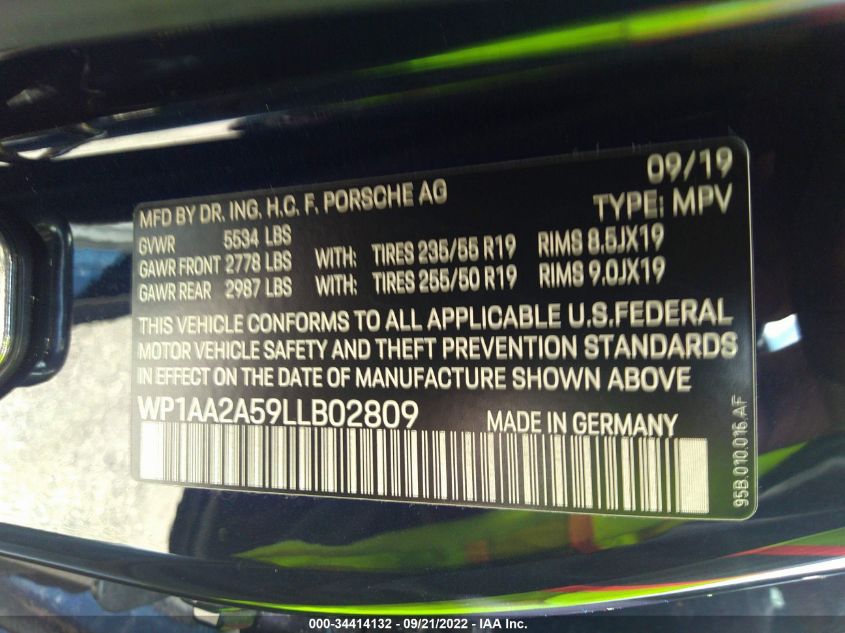 09/19
MFD BY DR. ING. H.C. F. PORSCHE AG TYPE: MPV
GVWR 5534 LBS
GAWR FRONT 2778 LBS WITH: TIRES 235/55 R19 RIMS 8.5JX19
GAWR REAR 2987 LBS WITH: TIRES 255/50 R19 RIMS 9.0JX19
THIS VEHICLE CONFORMS TO ALL APPLICABLE U.S.FEDERAL
MOTOR VEHICLE SAFETY AND THEFT PREVENTION STANDARDS
IN EFFECT ON THE DATE OF MANUFACTURE SHOWN ABOVE
WP1AA2A59LLB02809 MADE IN GERMANY
95B.010.016.AF
000-34414132 - 09/21/2022 - IAA Inc.